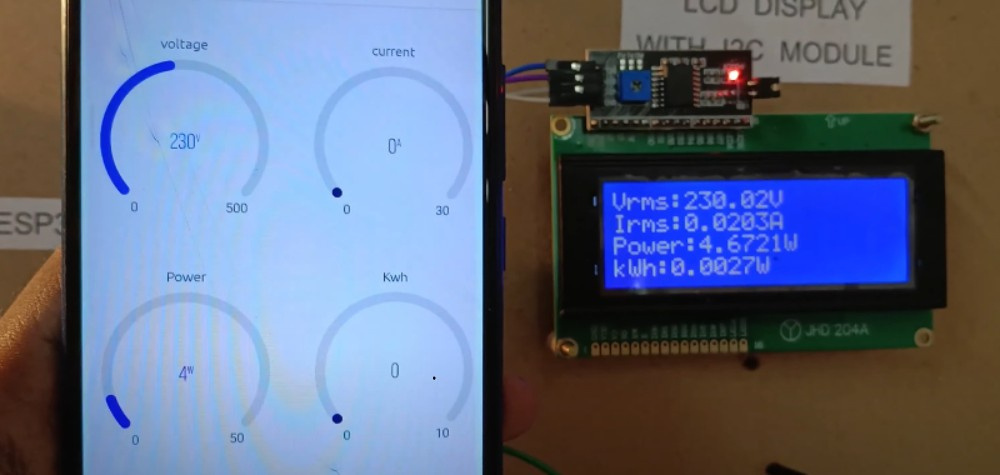 voltage
current
230V
0A
0
500
0
30
Power
Kwh
4W
0
0
50
0
10
ESP3
LCD DISPLAY
WITH I2C MODULE
UP
Vrms:230.02V
Irms:0.0203A
Power:4.6721W
kWh:0.0027W
JHD 204A